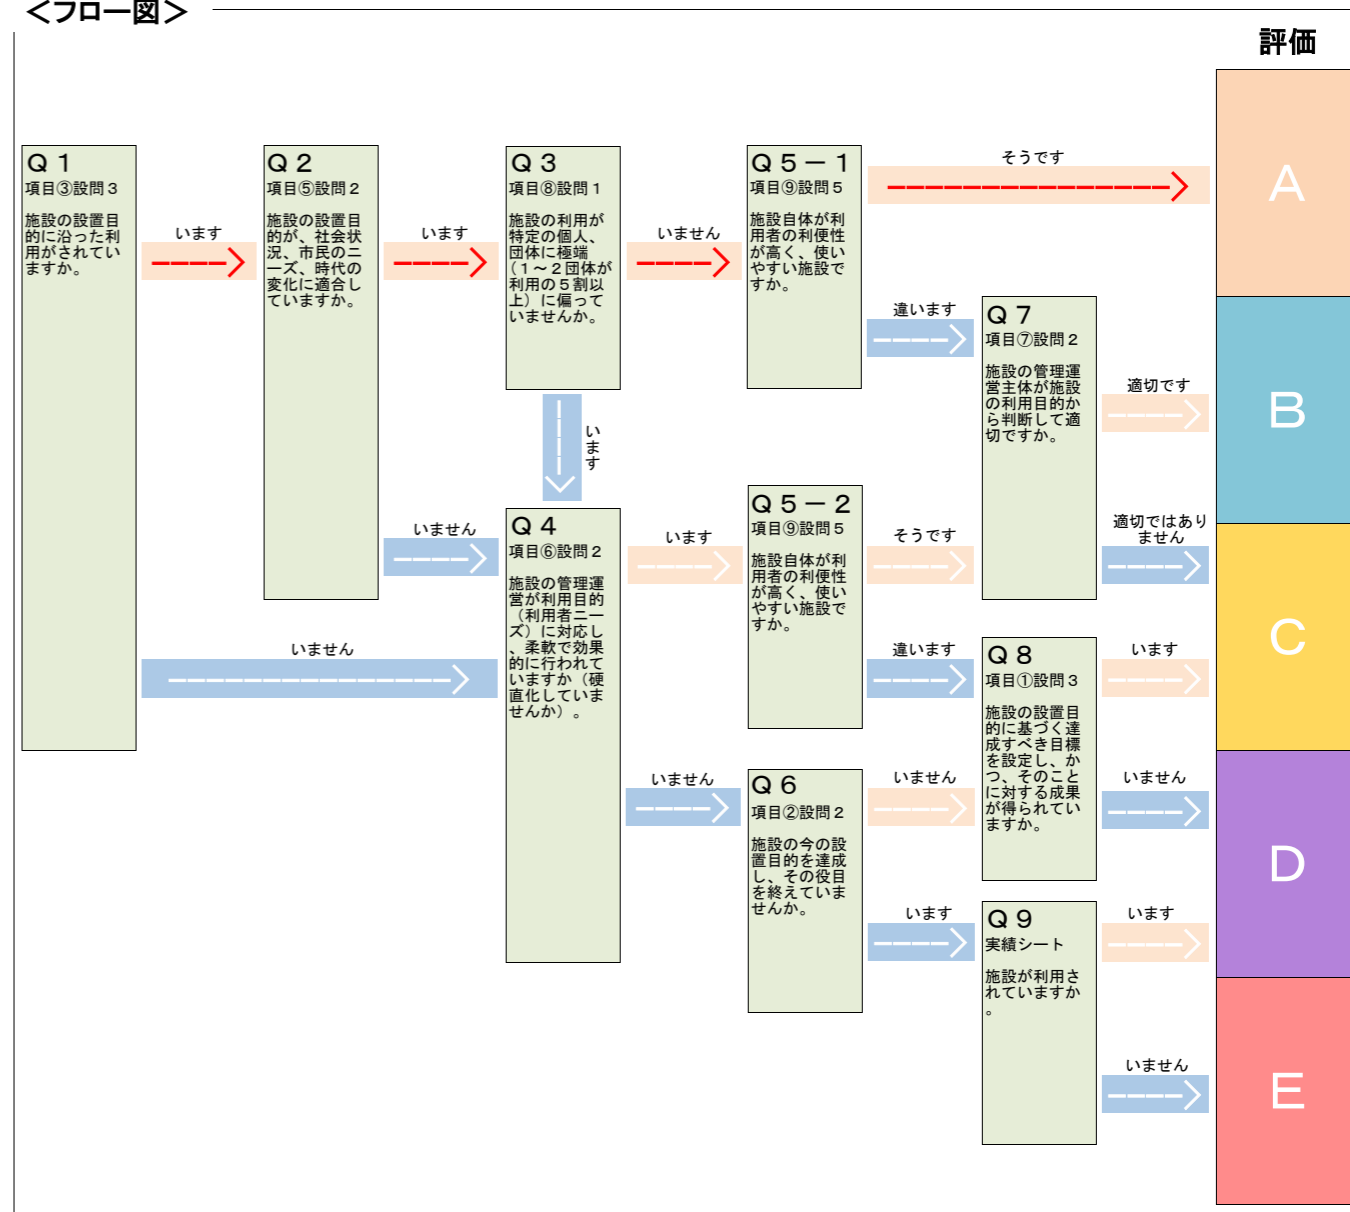 ＜フロー図＞
評価
Ｑ１
項目③設問３
施設の設置目
的に沿った利
用がされてい
ますか。
います
いません
Ｑ２
項目⑤設問２
施設の設置目
的が、社会状
況、市民のニ
ーズ、時代の
変化に適合し
ていますか。
います
いません
Ｑ３
項目⑧設問１
施設の利用が
特定の個人、
団体に極端
（１～２団体が
利用の５割以
上）に偏って
いませんか。
いません
います
Ｑ４
項目⑥設問２
施設の管理運
営が利用目的
（利用者ニー
ズ）に対応し
、柔軟で効果
的に行われて
いますか（硬
直化していま
せんか）。
います
いません
Ｑ５－１
項目⑨設問５
施設自体が利
用者の利便性
が高く、使い
やすい施設で
すか。
そうです
違います
Ｑ５－２
項目⑨設問５
施設自体が利
用者の利便性
が高く、使い
やすい施設で
すか。
そうです
違います
Ｑ６
項目②設問２
施設の今の設
置目的を達成
し、その役目
を終えていま
せんか。
いません
います
Ｑ７
項目⑦設問２
施設の管理運
営主体が施設
の利用目的か
ら判断して適
切ですか。
適切です
適切ではあり
ません
Ｑ８
項目①設問３
施設の設置目
的に基づく達
成すべき目標
を設定し、か
つ、そのこと
に対する成果
が得られてい
ますか。
います
いません
Ｑ９
実績シート
施設が利用さ
れていますか
。
います
いません
Ａ
Ｂ
Ｃ
Ｄ
Ｅ